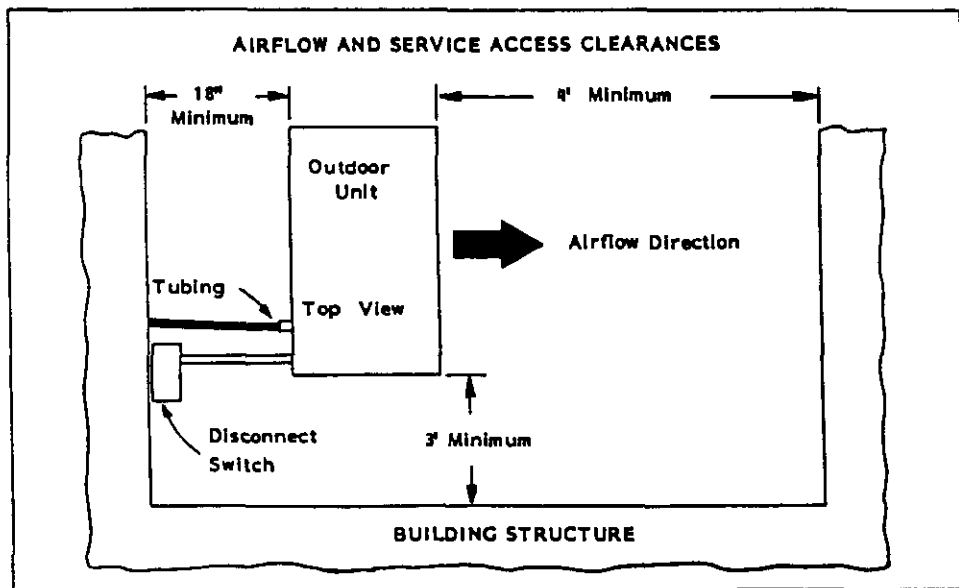 AIRFLOW AND SERVICE ACCESS CLEARANCES
18"
Minimum
4' Minimum
Outdoor
Unit
Airflow Direction
Tubing
Top View
3' Minimum
Disconnect
Switch
BUILDING STRUCTURE